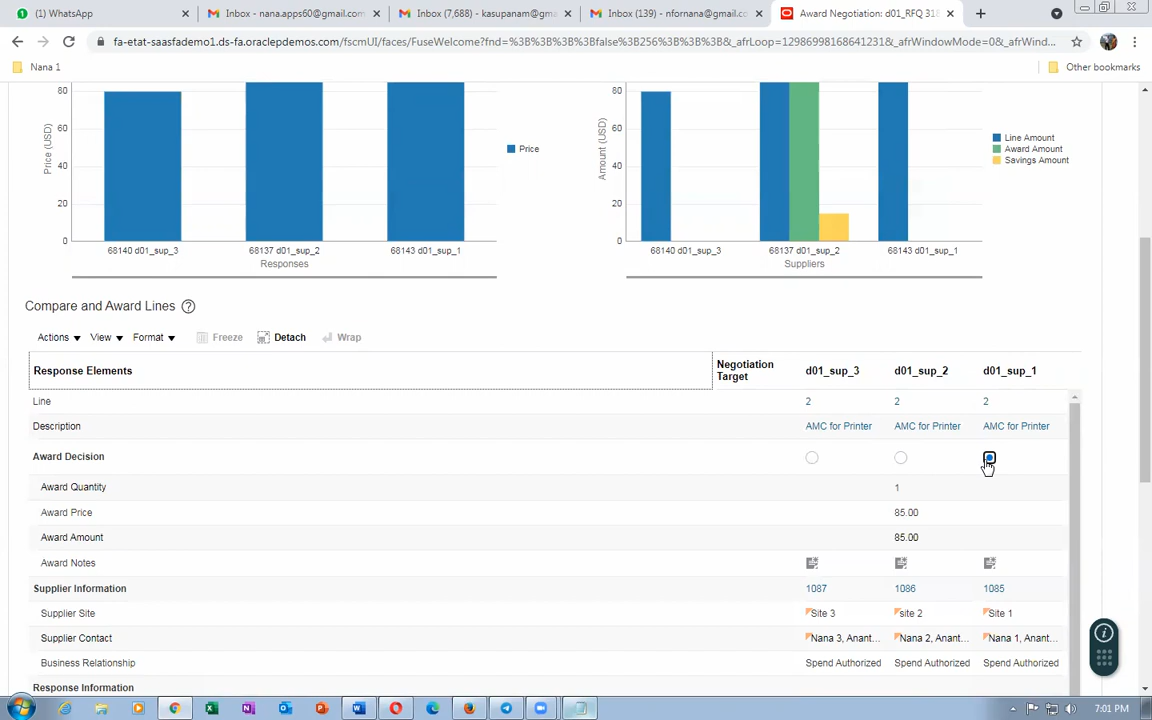 WhatsApp
Inbox - nana.apps60@gmail.com
Inbox (7,688) - kasupanam@gma
Inbox (139) - nfornana@gmail.co
Award Negotiation: d01_RFQ 318
fa-etat-saasfademo1.ds-fa.oraclepdemos.com/fscmUI/faces/FuseWelcome?fnd=%3B%3B%3B%3Bfalse%3B256%3B%3B%3B&_afrLoop=12986998168641231&_afrWindowMode=0&_afrWind...
Nana 1
Other bookmarks
80
60
40
20
0
Price (USD)
68140 d01_sup_3
68137 d01_sup_2
68143 d01_sup_1
Responses
Price
80
60
40
20
0
Amount (USD)
68140 d01_sup_3
68137 d01_sup_2
68143 d01_sup_1
Suppliers
Line Amount
Award Amount
Savings Amount
Compare and Award Lines ?
Actions View Format Freeze Detach Wrap
Response Elements Negotiation Target d01_sup_3 d01_sup_2 d01_sup_1
Line 2 2 2
Description AMC for Printer AMC for Printer AMC for Printer
Award Decision
Award Quantity 1
Award Price 85.00
Award Amount 85.00
Award Notes
Supplier Information 1087 1086 1085
Supplier Site Site 3 site 2 Site 1
Supplier Contact Nana 3, Anant... Nana 2, Anant... Nana 1, Anant...
Business Relationship Spend Authorized Spend Authorized Spend Authorized
Response Information
7:01 PM